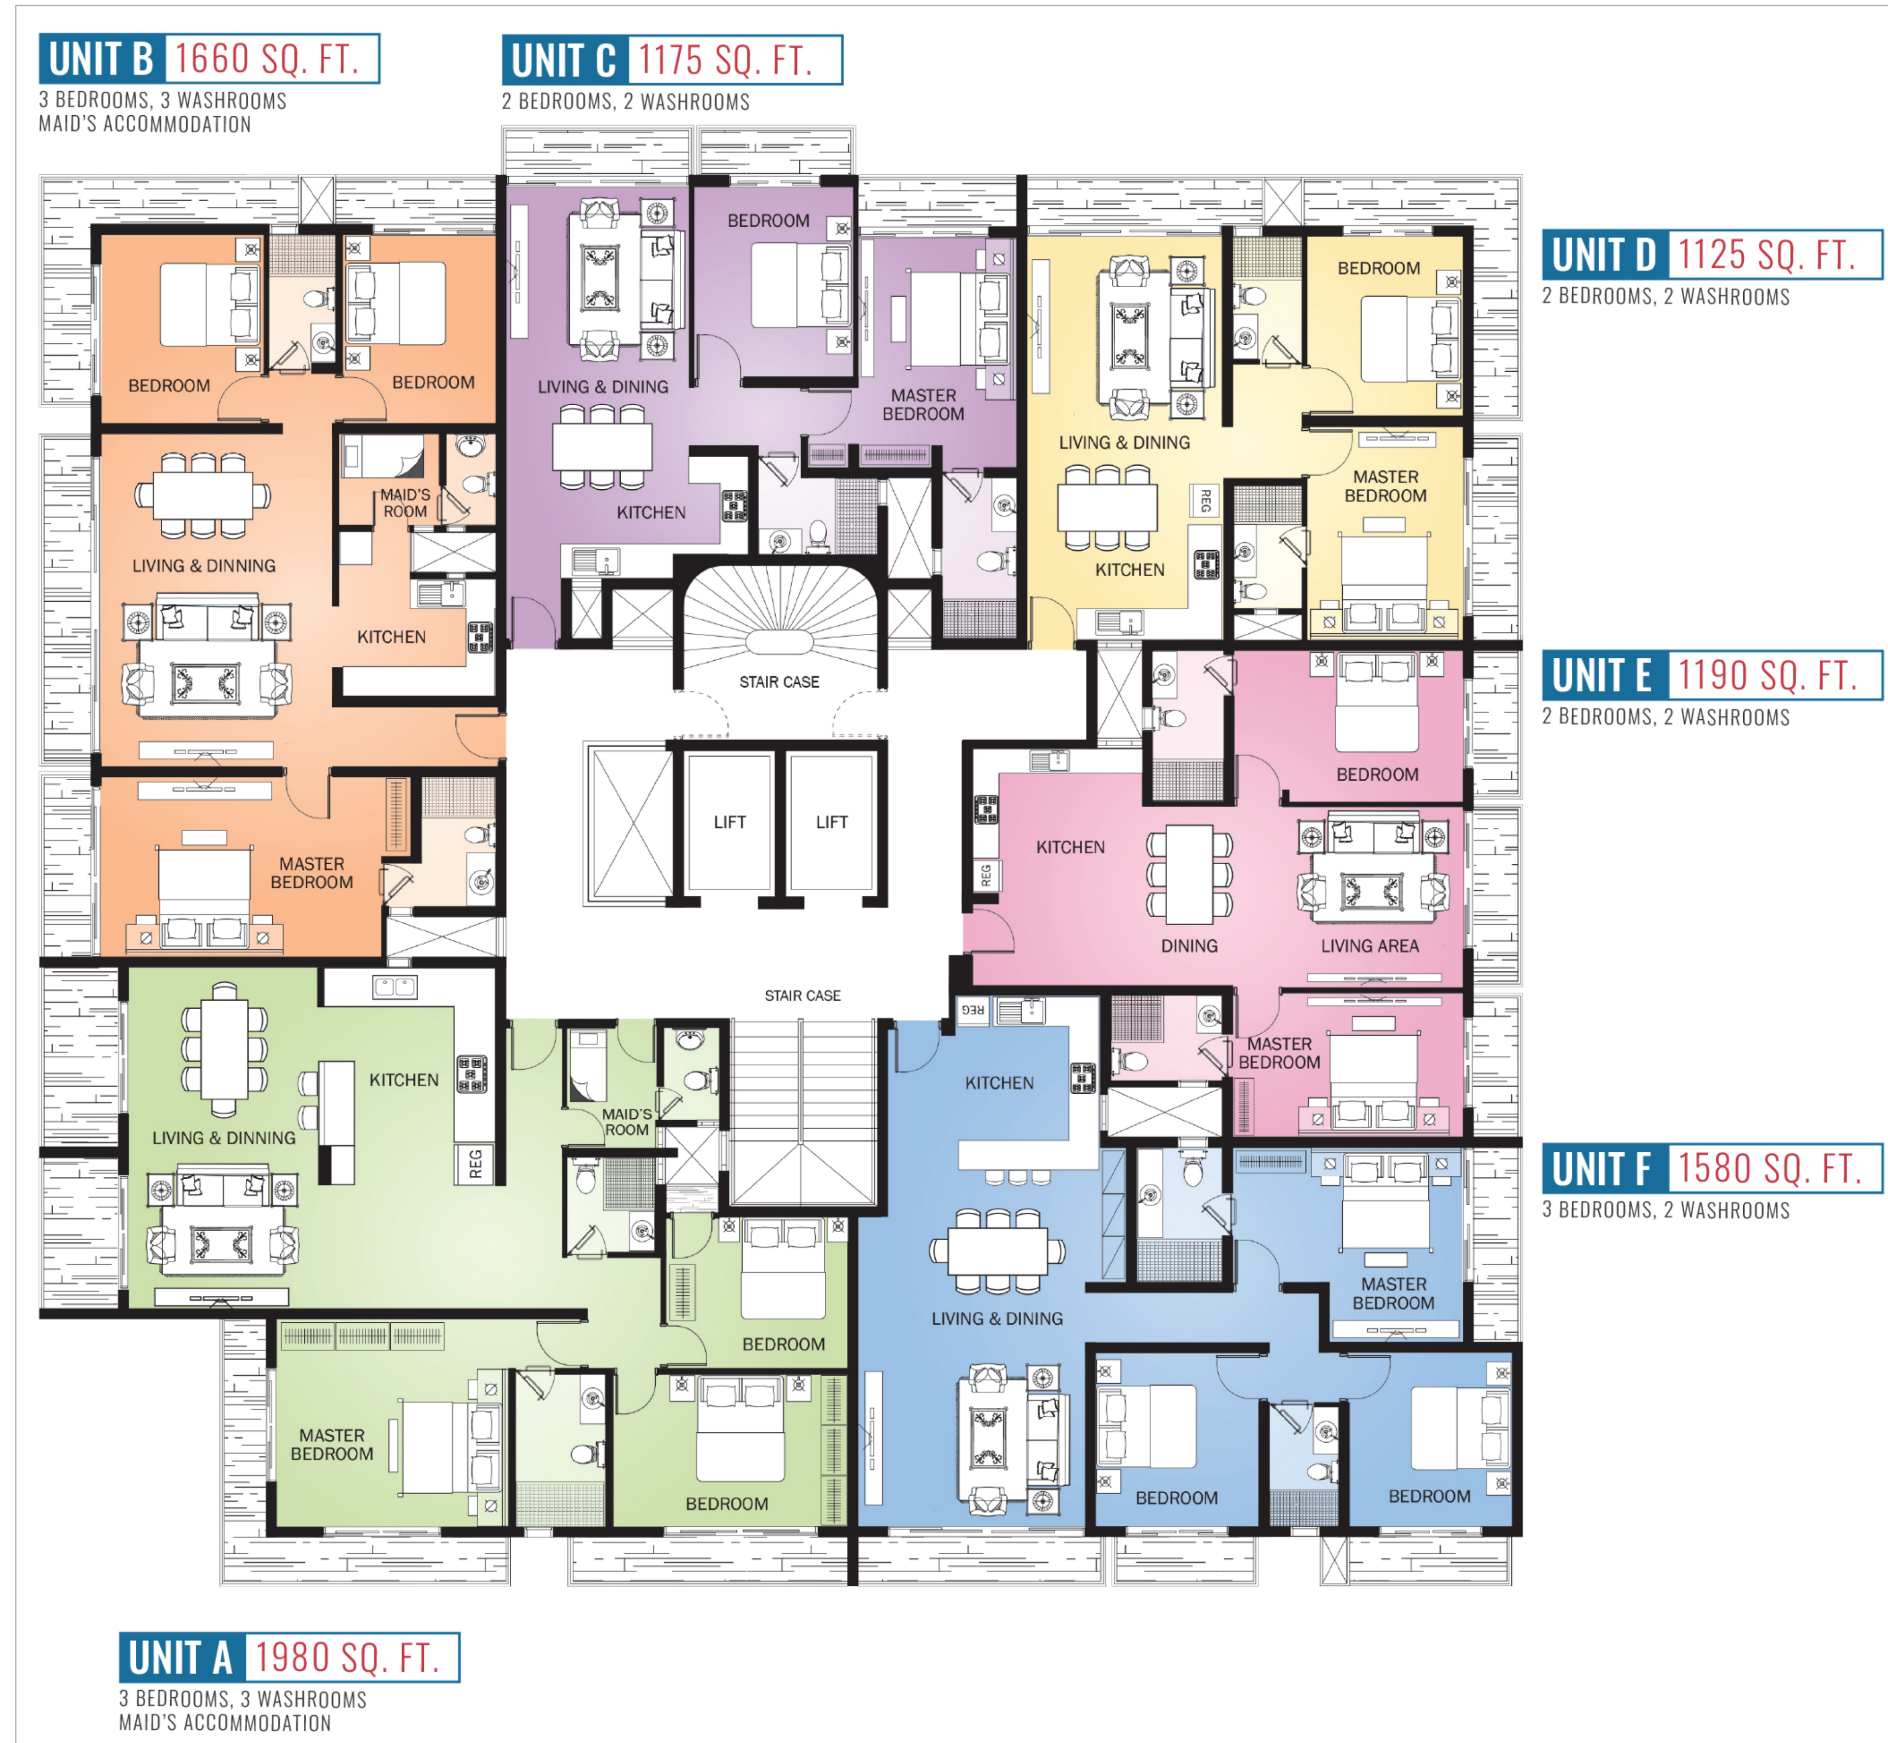 UNIT B 1660 SQ. FT.
3 BEDROOMS, 3 WASHROOMS
MAID'S ACCOMMODATION
UNIT C 1175 SQ. FT.
2 BEDROOMS, 2 WASHROOMS
UNIT D 1125 SQ. FT.
2 BEDROOMS, 2 WASHROOMS
UNIT E 1190 SQ. FT.
2 BEDROOMS, 2 WASHROOMS
UNIT F 1580 SQ. FT.
3 BEDROOMS, 2 WASHROOMS
UNIT A 1980 SQ. FT.
3 BEDROOMS, 3 WASHROOMS
MAID'S ACCOMMODATION
BEDROOM
BEDROOM
MAID'S
ROOM
LIVING & DINNING
KITCHEN
MASTER
BEDROOM
BEDROOM
LIVING & DINING
MASTER
BEDROOM
KITCHEN
BEDROOM
LIVING & DINING
MASTER
BEDROOM
REG
KITCHEN
STAIR CASE
LIFT
LIFT
STAIR CASE
BEDROOM
KITCHEN
REG
DINING
LIVING AREA
MASTER
BEDROOM
KITCHEN
LIVING & DINNING
REG
MAID'S
ROOM
BEDROOM
MASTER
BEDROOM
BEDROOM
REG
KITCHEN
LIVING & DINING
MASTER
BEDROOM
BEDROOM
BEDROOM